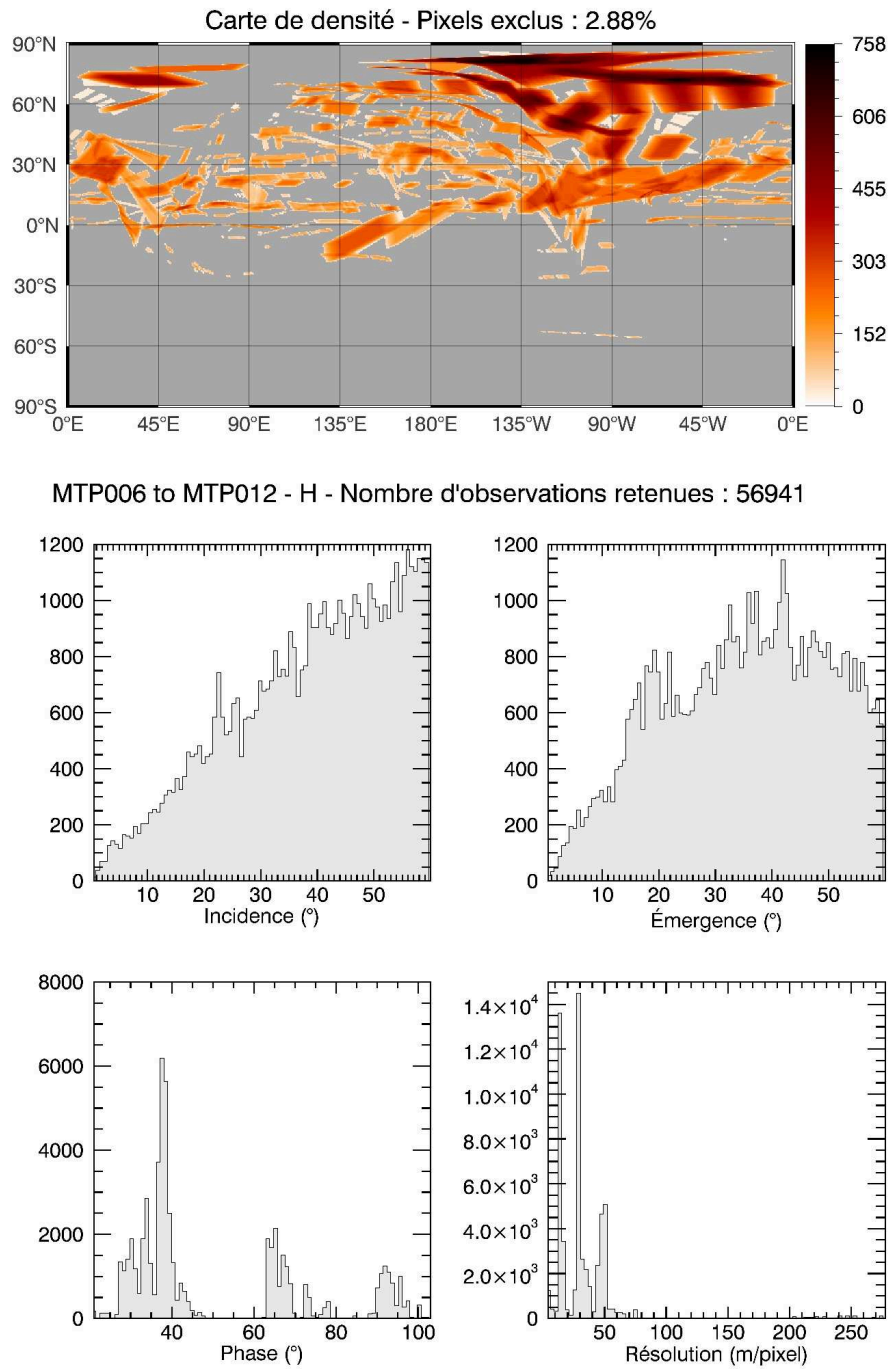 Carte de densité - Pixels exclus : 2.88%
90°N
60°N
30°N
0°N
30°S
60°S
90°S
0°E 45°E 90°E 135°E 180°E 135°W 90°W 45°W 0°E
758
606
455
303
152
0
MTP006 to MTP012 - H - Nombre d'observations retenues : 56941
1200
1000
800
600
400
200
0
10 20 30 40 50
Incidence (°)
1200
1000
800
600
400
200
0
10 20 30 40 50
Émergence (°)
8000
6000
4000
2000
0
40 60 80 100
Phase (°)
1.4×10⁴
1.2×10⁴
1.0×10⁴
8.0×10³
6.0×10³
4.0×10³
2.0×10³
0
50 100 150 200 250
Résolution (m/pixel)